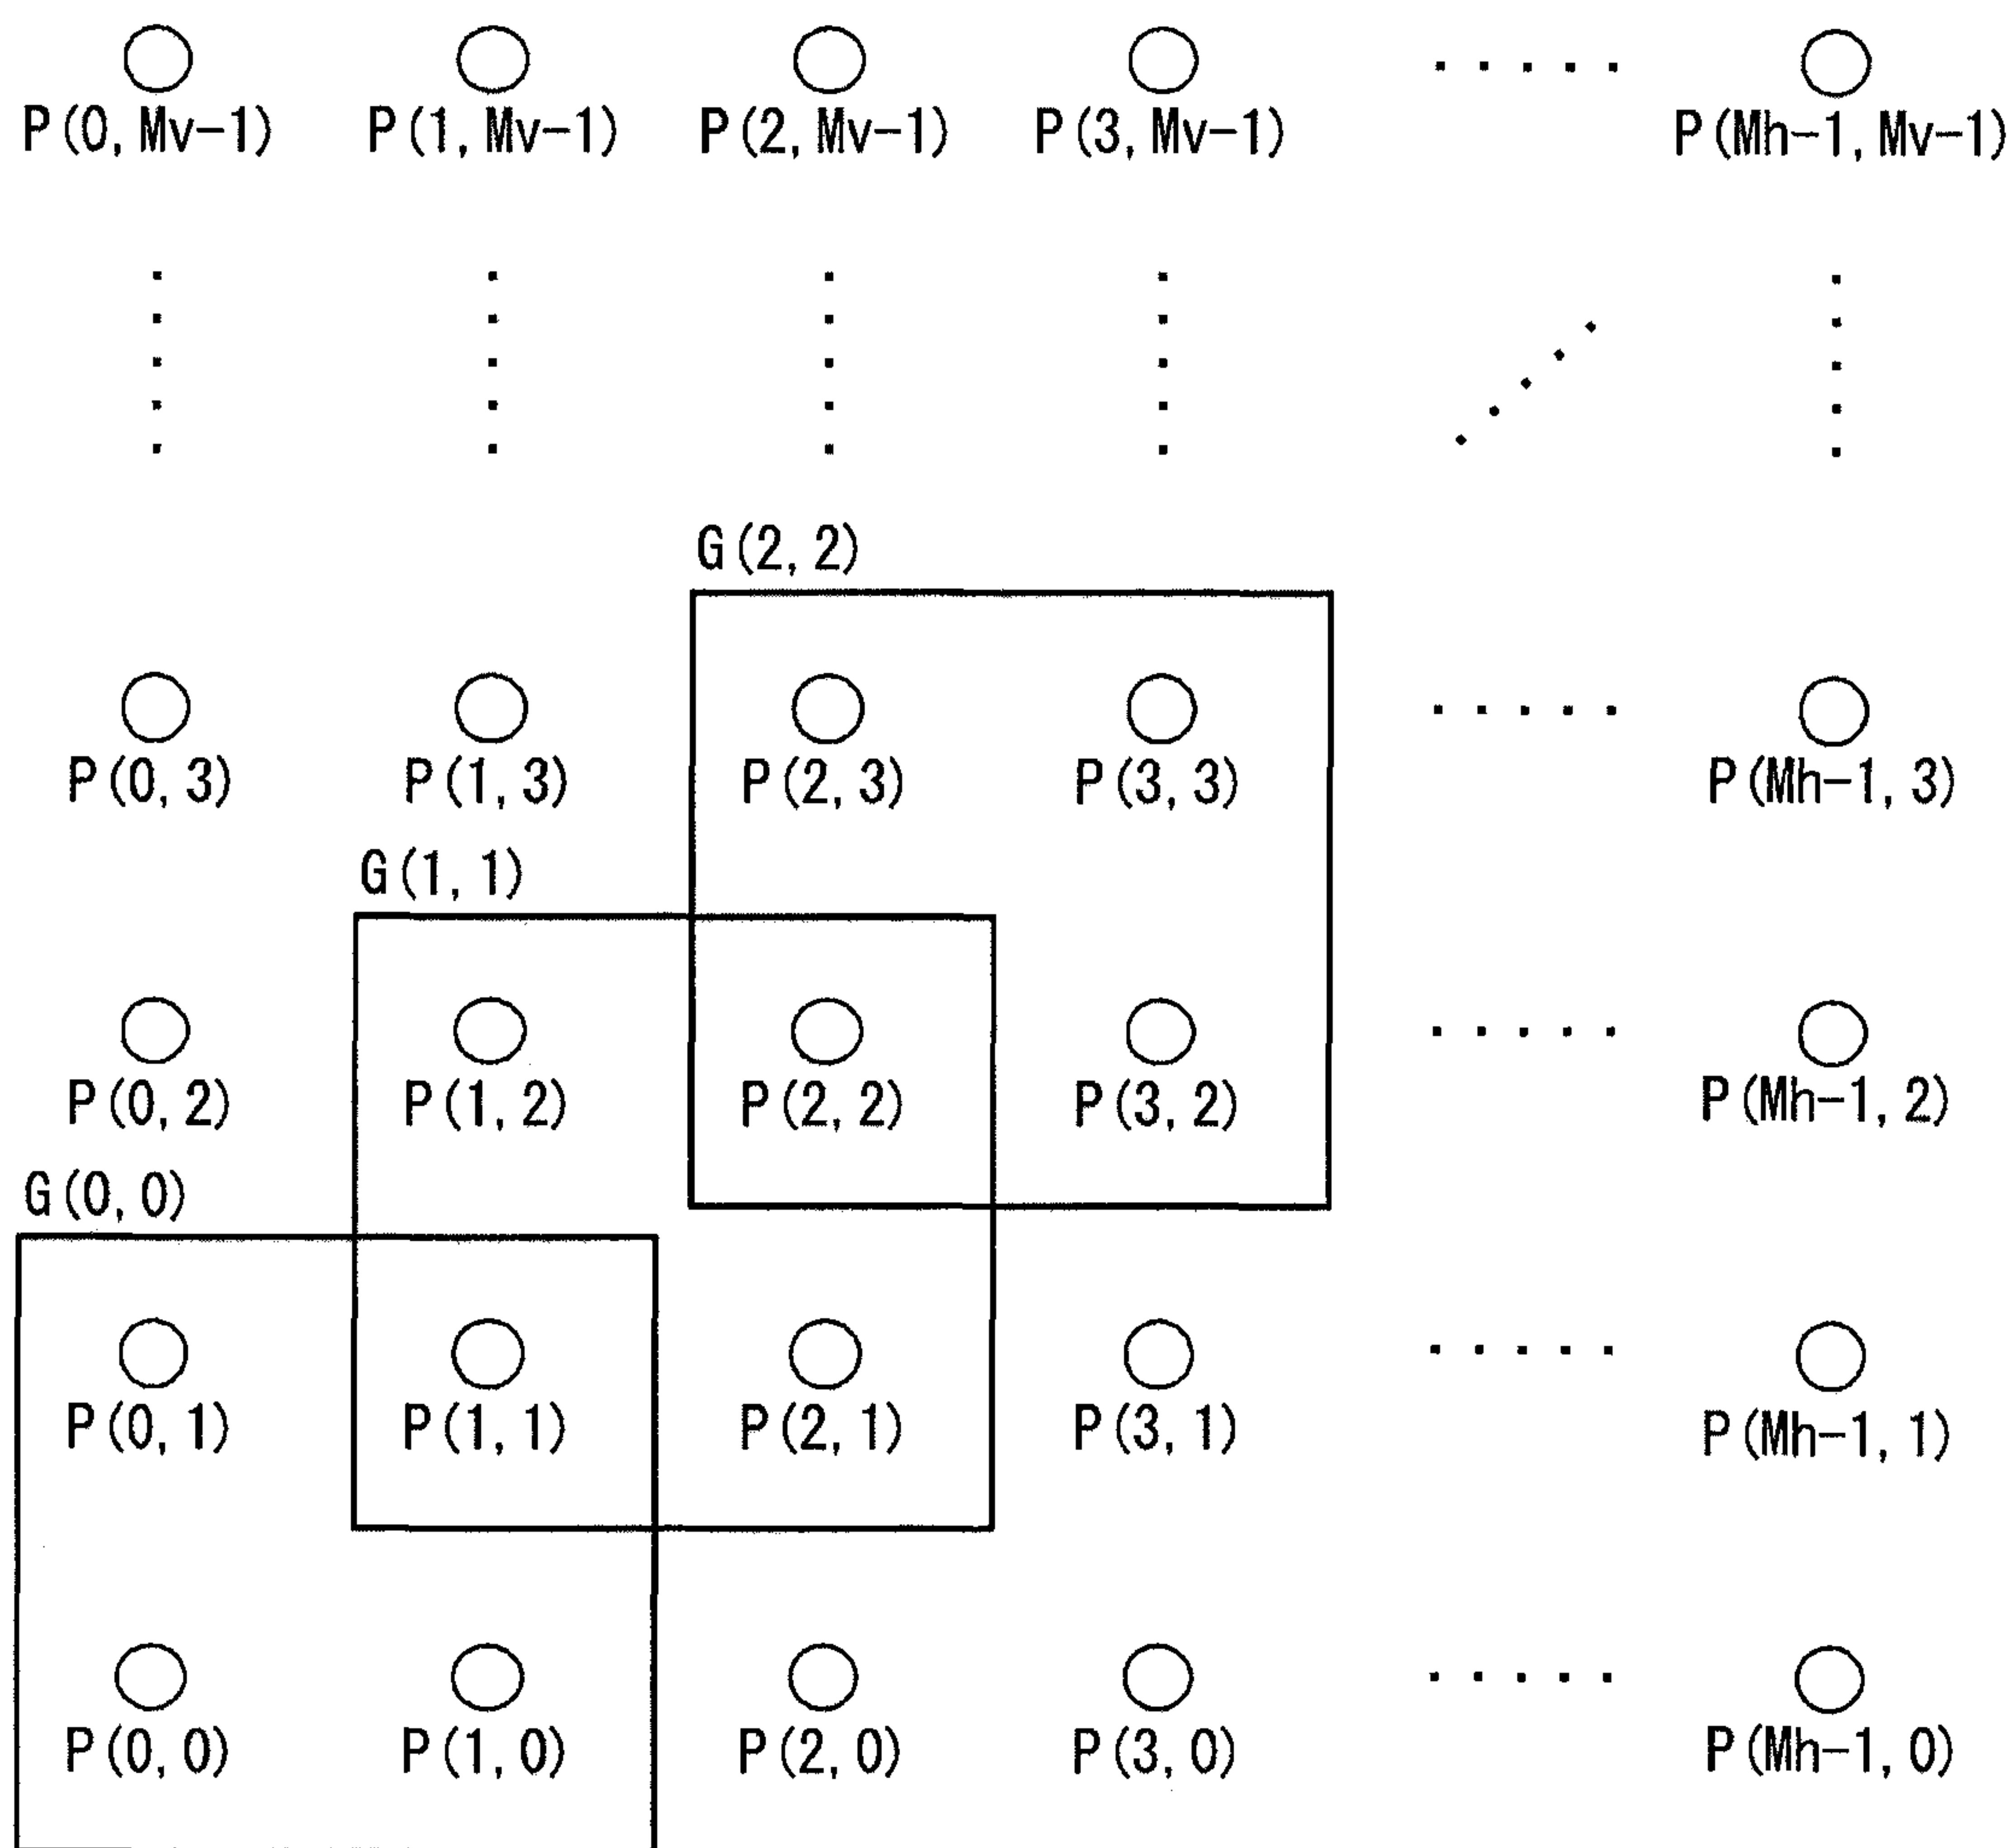 P(0,Mv-1) P(1,Mv-1) P(2,Mv-1) P(3,Mv-1) P(Mh-1,Mv-1)
G(2,2)
P(0,3) P(1,3) P(2,3) P(3,3) P(Mh-1,3)
G(1,1)
P(0,2) P(1,2) P(2,2) P(3,2) P(Mh-1,2)
G(0,0)
P(0,1) P(1,1) P(2,1) P(3,1) P(Mh-1,1)
P(0,0) P(1,0) P(2,0) P(3,0) P(Mh-1,0)